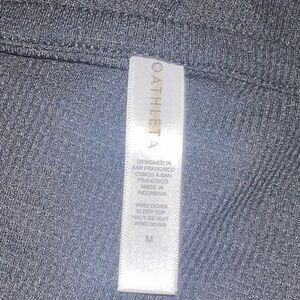 ATHLETA
DESIGNED IN
SAN FRANCISCO
CONÇU À SAN
FRANCISCO
MADE IN
INDONESIA
WIND DOWN
SLEEP TOP
HAUT DE NUIT
WIND DOWN
M